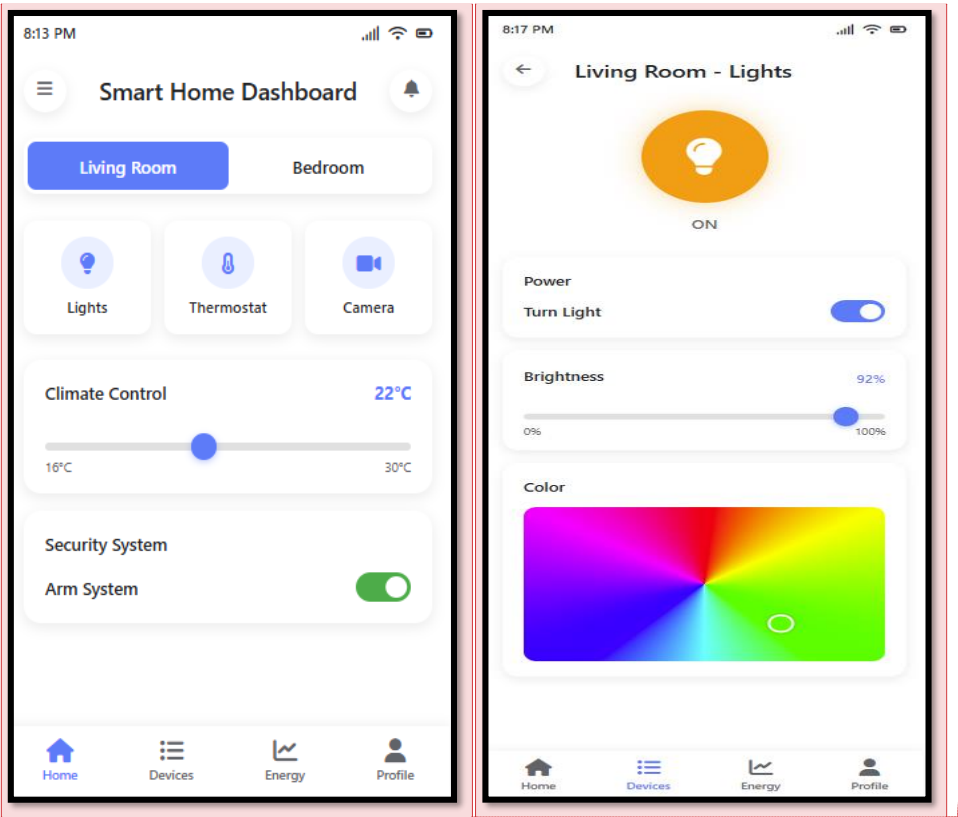 8:13 PM
Smart Home Dashboard
Living Room Bedroom
Lights Thermostat Camera
Climate Control 22°C
16°C 30°C
Security System
Arm System
Home Devices Energy Profile
8:17 PM
Living Room - Lights
ON
Power
Turn Light
Brightness 92%
0% 100%
Color
Home Devices Energy Profile